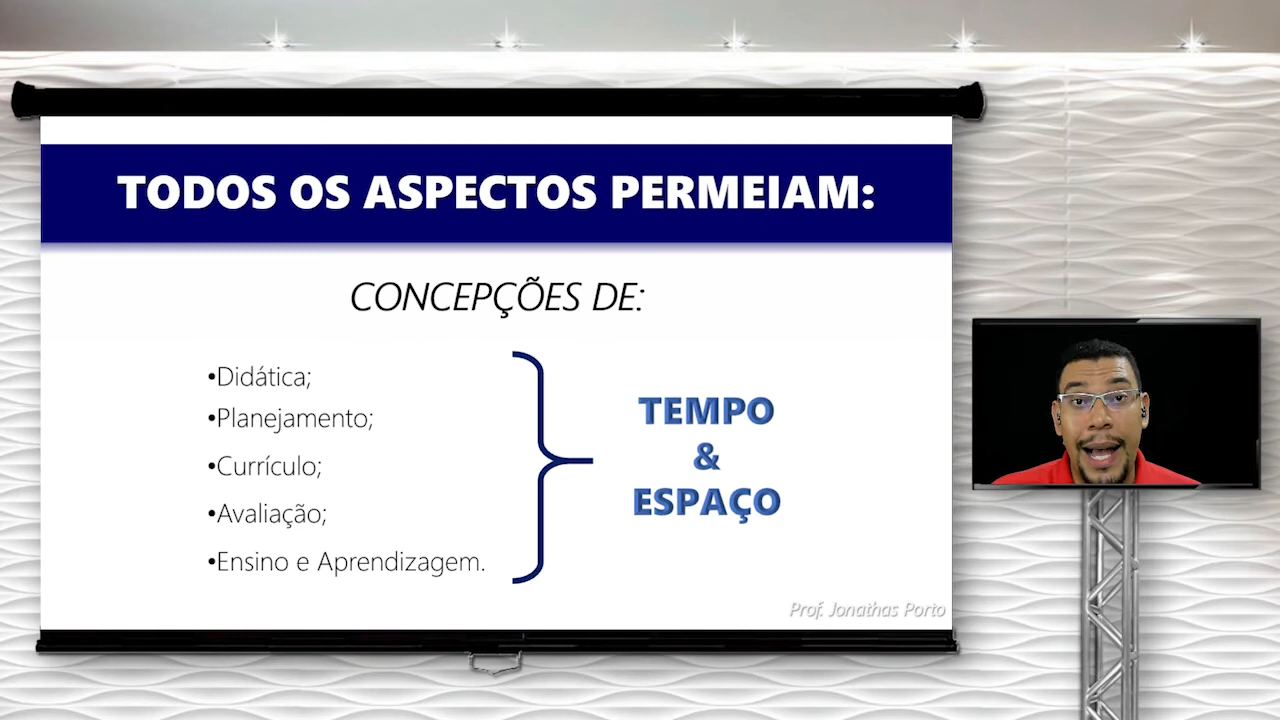 TODOS OS ASPECTOS PERMEIAM:
CONCEPÇÕES DE:
•Didática;
•Planejamento;
•Currículo;
•Avaliação;
•Ensino e Aprendizagem.
TEMPO
&
ESPAÇO
Prof. Jonathas Porto